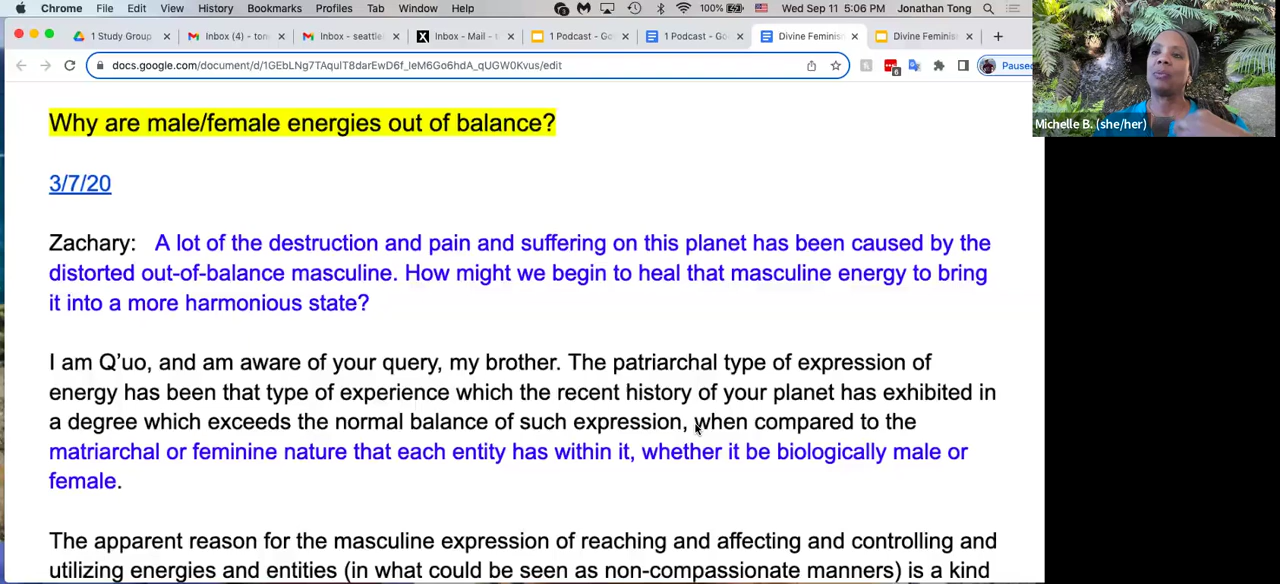 Chrome File Edit View History Bookmarks Profiles Tab Window Help 100% Wed Sep 11 5:06 PM Jonathan Tong
1 Study Group Inbox (4) - ton Inbox - seattle Inbox - Mail - t 1 Podcast - Go 1 Podcast - Go Divine Feminis Divine Feminis
docs.google.com/document/d/1GEbLNg7TAquIT8darEwD6f_IeM6Go6hdA_qUGW0Kvus/edit Paused
Michelle B. (she/her)
Why are male/female energies out of balance?
3/7/20
Zachary: A lot of the destruction and pain and suffering on this planet has been caused by the
distorted out-of-balance masculine. How might we begin to heal that masculine energy to bring
it into a more harmonious state?
I am Q’uo, and am aware of your query, my brother. The patriarchal type of expression of
energy has been that type of experience which the recent history of your planet has exhibited in
a degree which exceeds the normal balance of such expression, when compared to the
matriarchal or feminine nature that each entity has within it, whether it be biologically male or
female.
The apparent reason for the masculine expression of reaching and affecting and controlling and
utilizing energies and entities (in what could be seen as non-compassionate manners) is a kind